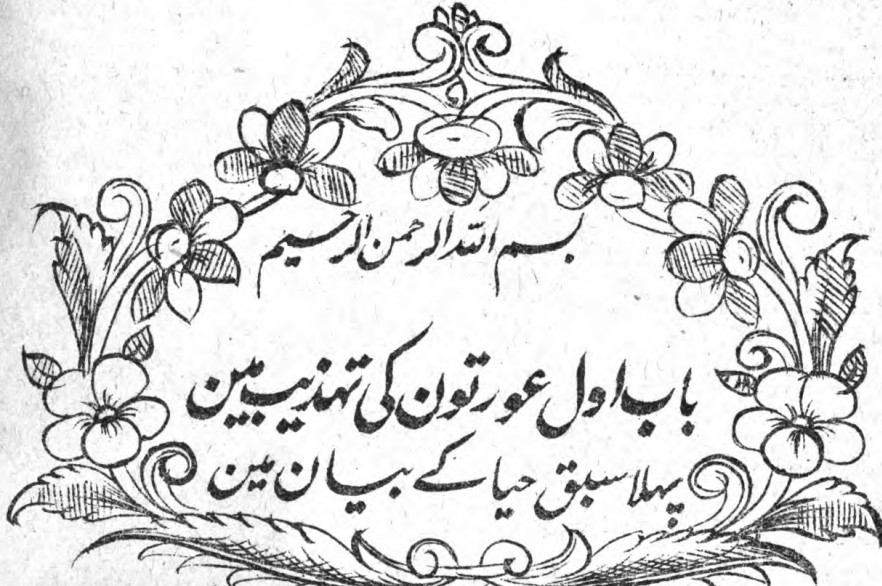 بسم اللہ الرحمن الرحیم
باب اول عورتون کی تہذیب مین
پہلا سبق حیا کے بیان مین